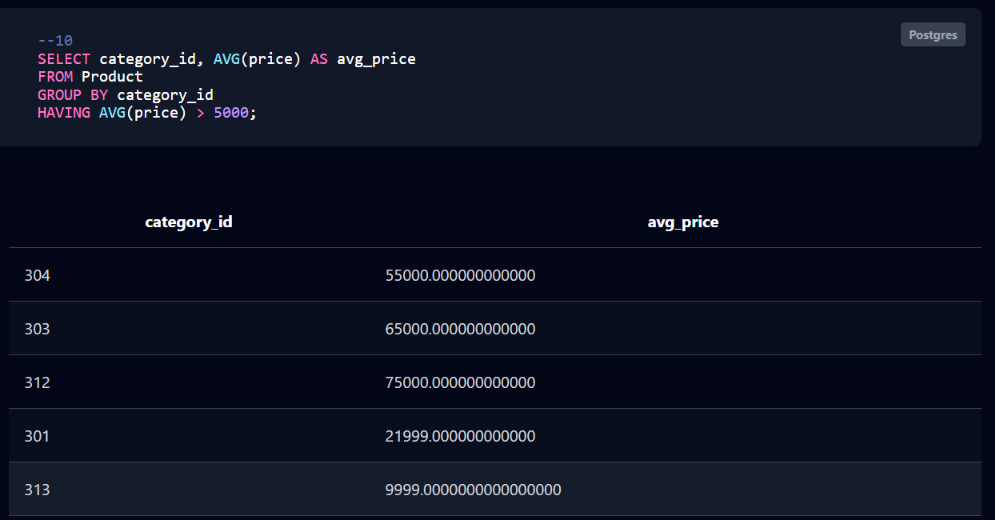 Postgres
--10
SELECT category_id, AVG(price) AS avg_price
FROM Product
GROUP BY category_id
HAVING AVG(price) > 5000;
category_id avg_price
304 55000.000000000000
303 65000.000000000000
312 75000.000000000000
301 21999.000000000000
313 9999.0000000000000000